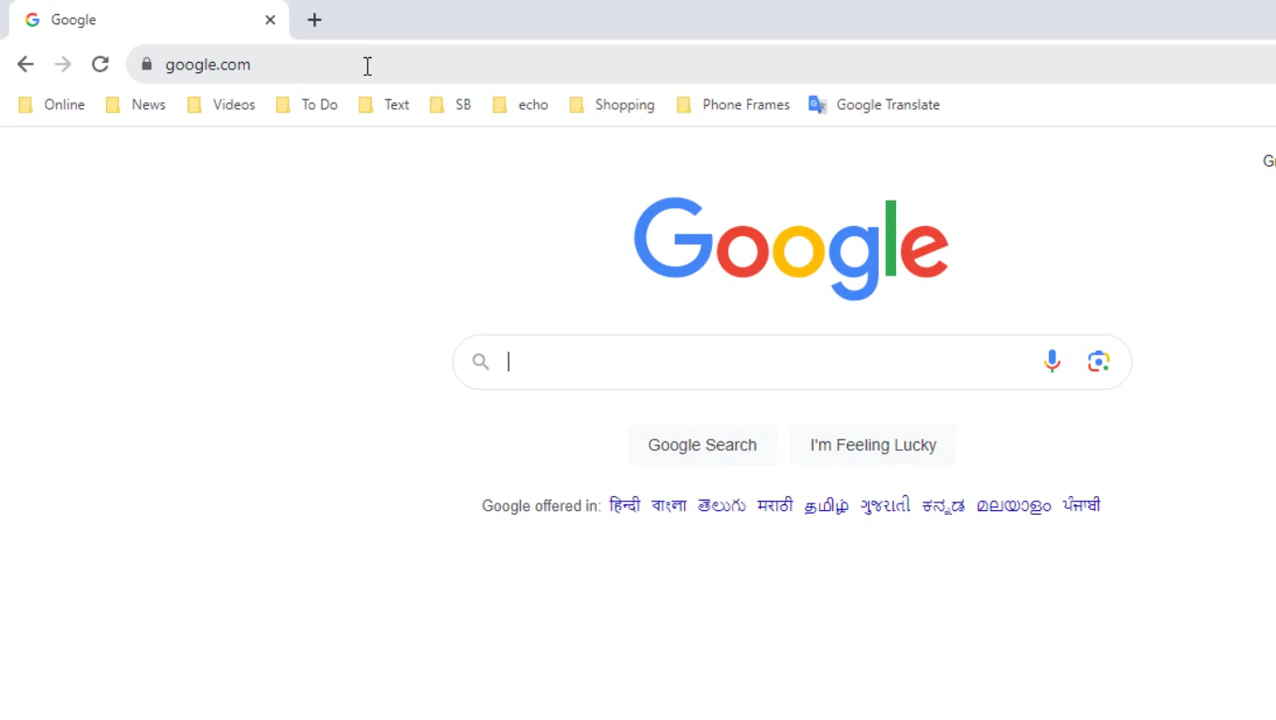 Google
google.com
Online News Videos To Do Text SB echo Shopping Phone Frames Google Translate
Google
Google Search I'm Feeling Lucky
Google offered in: हिन्दी বাংলা తెలుగు मराठी தமிழ் ગુજરાતી ಕನ್ನಡ മലയാളം ਪੰਜਾਬੀ